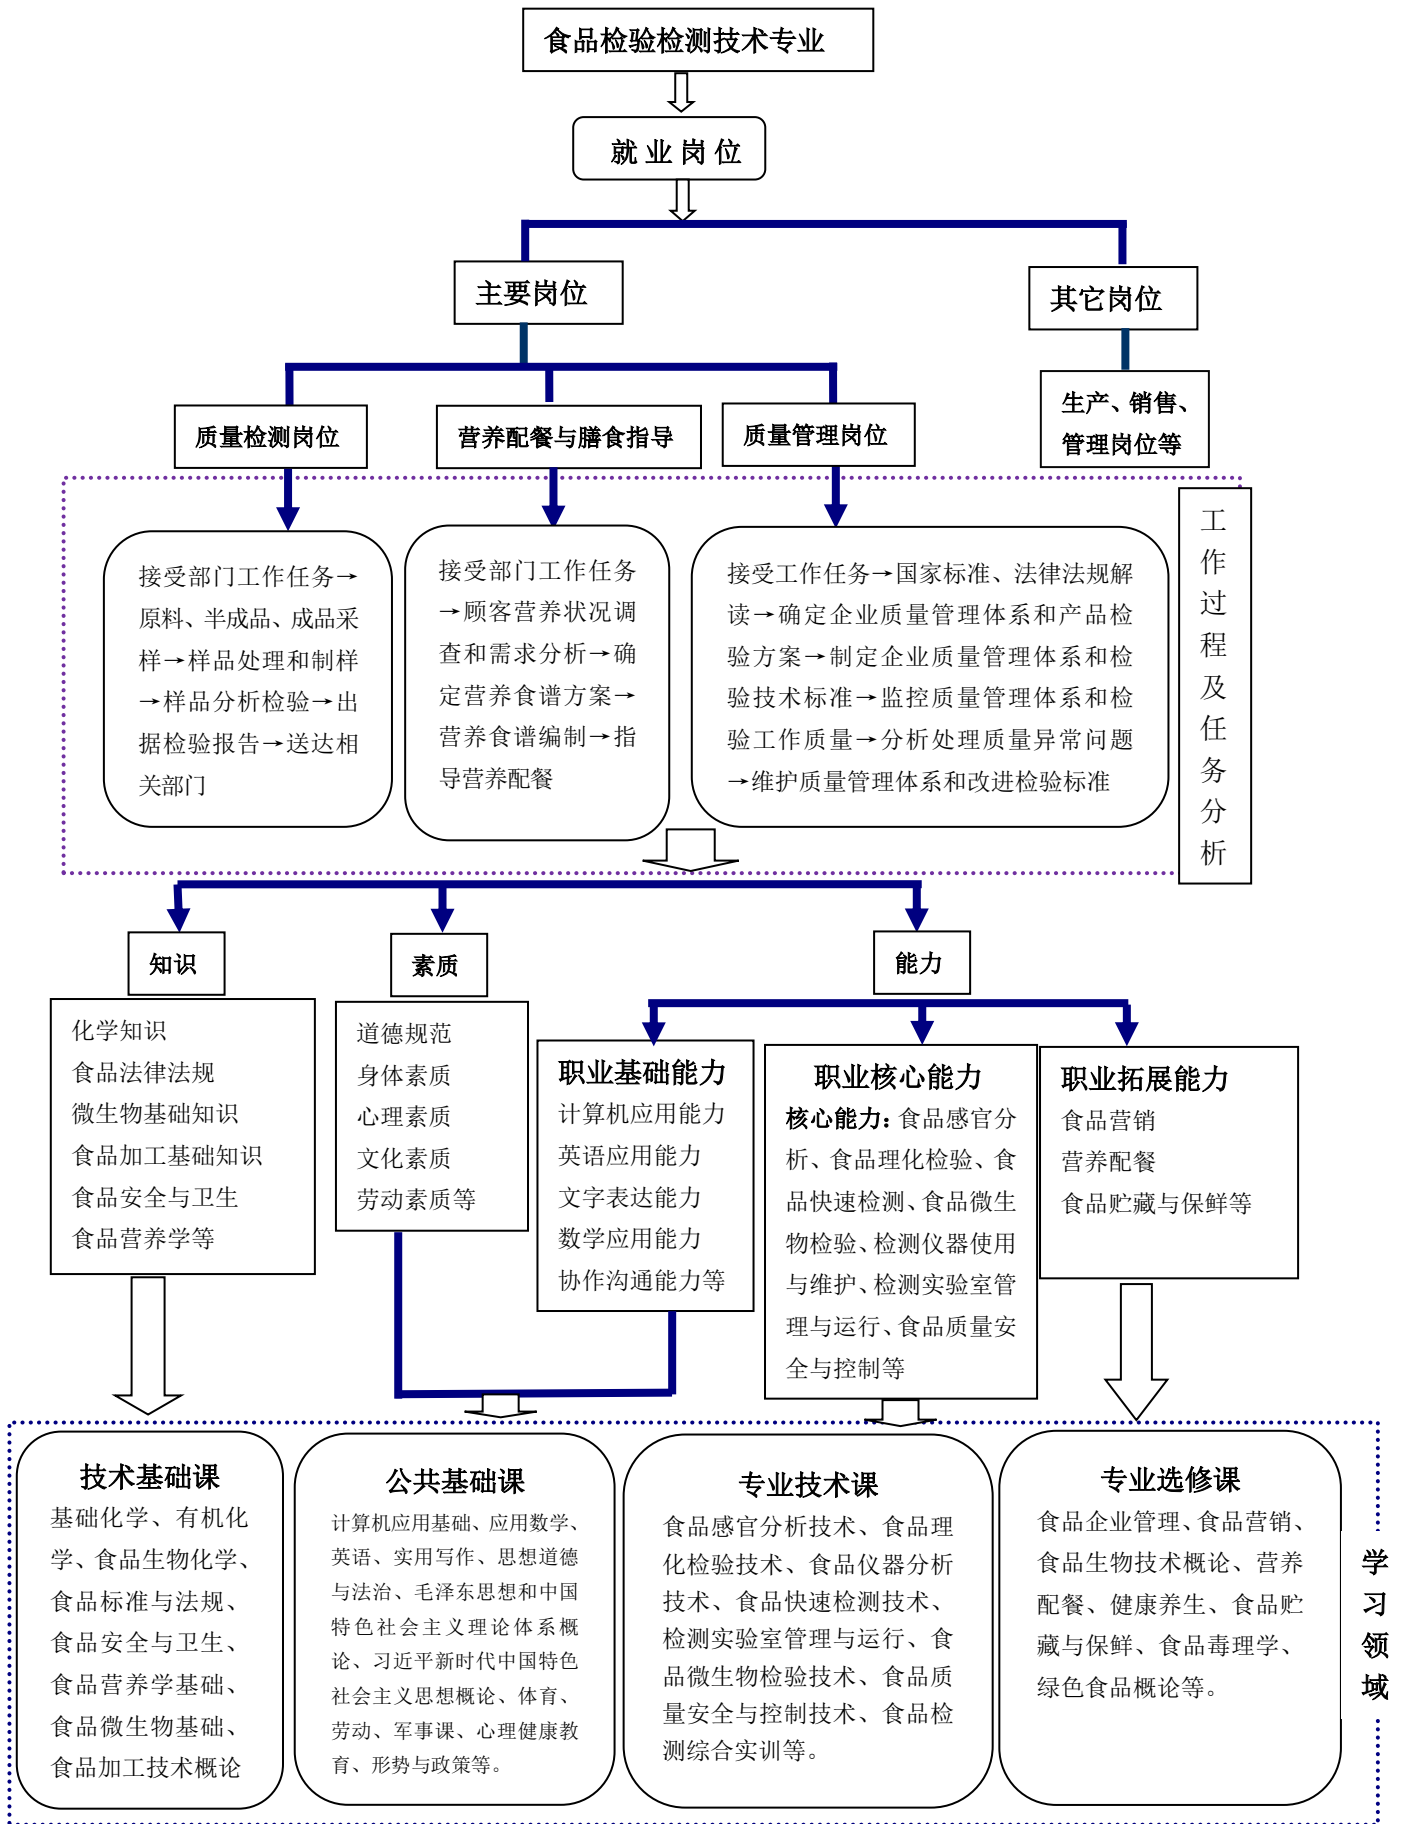 食品检验检测技术专业
就业岗位
主要岗位
其它岗位
生产、销售、
管理岗位等
质量检测岗位
营养配餐与膳食指导
质量管理岗位
接受部门工作任务→
原料、半成品、成品采
样→样品处理和制样
→样品分析检验→出
据检验报告→送达相
关部门
接受部门工作任务
→顾客营养状况调
查和需求分析→确
定营养食谱方案→
营养食谱编制→指
导营养配餐
接受工作任务→国家标准、法律法规解
读→确定企业质量管理体系和产品检
验方案→制定企业质量管理体系和检
验技术标准→监控质量管理体系和检
验工作质量→分析处理质量异常问题
→维护质量管理体系和改进检验标准
工
作
过
程
及
任
务
分
析
知识
素质
能力
化学知识
食品法律法规
微生物基础知识
食品加工基础知识
食品安全与卫生
食品营养学等
道德规范
身体素质
心理素质
文化素质
劳动素质等
职业基础能力
计算机应用能力
英语应用能力
文字表达能力
数学应用能力
协作沟通能力等
职业核心能力
核心能力：食品感官分
析、食品理化检验、食
品快速检测、食品微生
物检验、检测仪器使用
与维护、检测实验室管
理与运行、食品质量安
全与控制等
职业拓展能力
食品营销
营养配餐
食品贮藏与保鲜等
技术基础课
基础化学、有机化
学、食品生物化学、
食品标准与法规、
食品安全与卫生、
食品营养学基础、
食品微生物基础、
食品加工技术概论
公共基础课
计算机应用基础、应用数学、
英语、实用写作、思想道德
与法治、毛泽东思想和中国
特色社会主义理论体系概
论、习近平新时代中国特色
社会主义思想概论、体育、
劳动、军事课、心理健康教
育、形势与政策等。
专业技术课
食品感官分析技术、食品理
化检验技术、食品仪器分析
技术、食品快速检测技术、
检测实验室管理与运行、食
品微生物检验技术、食品质
量安全与控制技术、食品检
测综合实训等。
专业选修课
食品企业管理、食品营销、
食品生物技术概论、营养
配餐、健康养生、食品贮
藏与保鲜、食品毒理学、
绿色食品概论等。
学
习
领
域